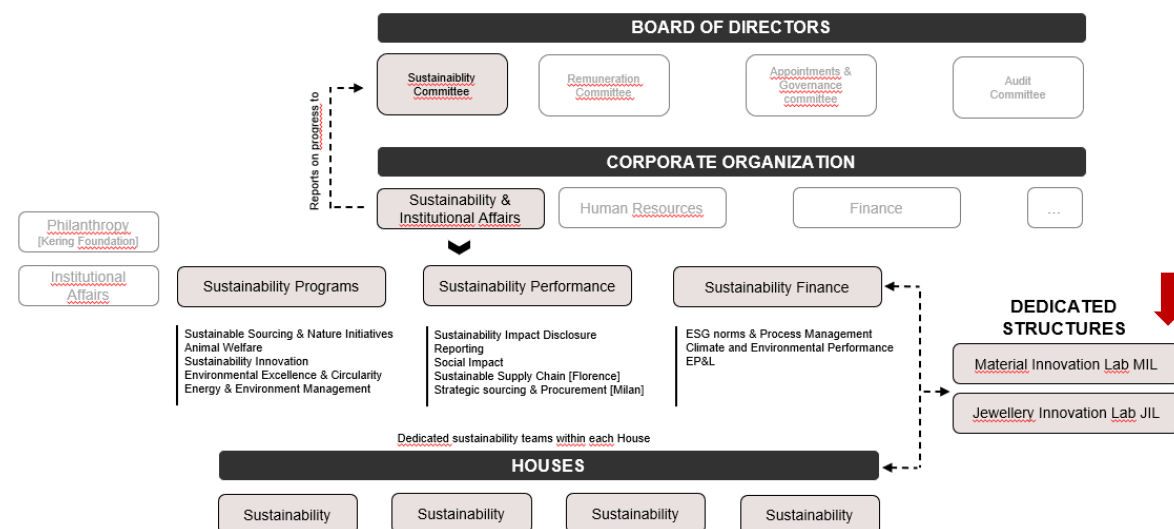 BOARD OF DIRECTORS
Sustainaiblity
Committee
Remuneration
Committee
Appointments &
Governance
committee
Audit
Committee
Reports on progress to
CORPORATE ORGANIZATION
Sustainability &
Institutional Affairs
Human Resources
Finance
...
Philanthropy
[Kering Foundation]
Institutional
Affairs
Sustainability Programs
Sustainability Performance
Sustainability Finance
Sustainable Sourcing & Nature Initiatives
Animal Welfare
Sustainability Innovation
Environmental Excellence & Circularity
Energy & Environment Management
Sustainability Impact Disclosure
Reporting
Social Impact
Sustainable Supply Chain [Florence]
Strategic sourcing & Procurement [Milan]
ESG norms & Process Management
Climate and Environmental Performance
EP&L
DEDICATED
STRUCTURES
Material Innovation Lab MIL
Jewellery Innovation Lab JIL
Dedicated sustainability teams within each House
HOUSES
Sustainability
Sustainability
Sustainability
Sustainability